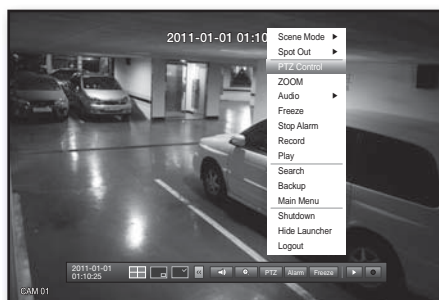 2011-01-01 01:10
Scene Mode
Spot Out
PTZ Control
ZOOM
Audio
Freeze
Stop Alarm
Record
Play
Search
Backup
Main Menu
Shutdown
Hide Launcher
Logout
2011-01-01
01:10:25
PTZ Alarm Freeze
CAM 01